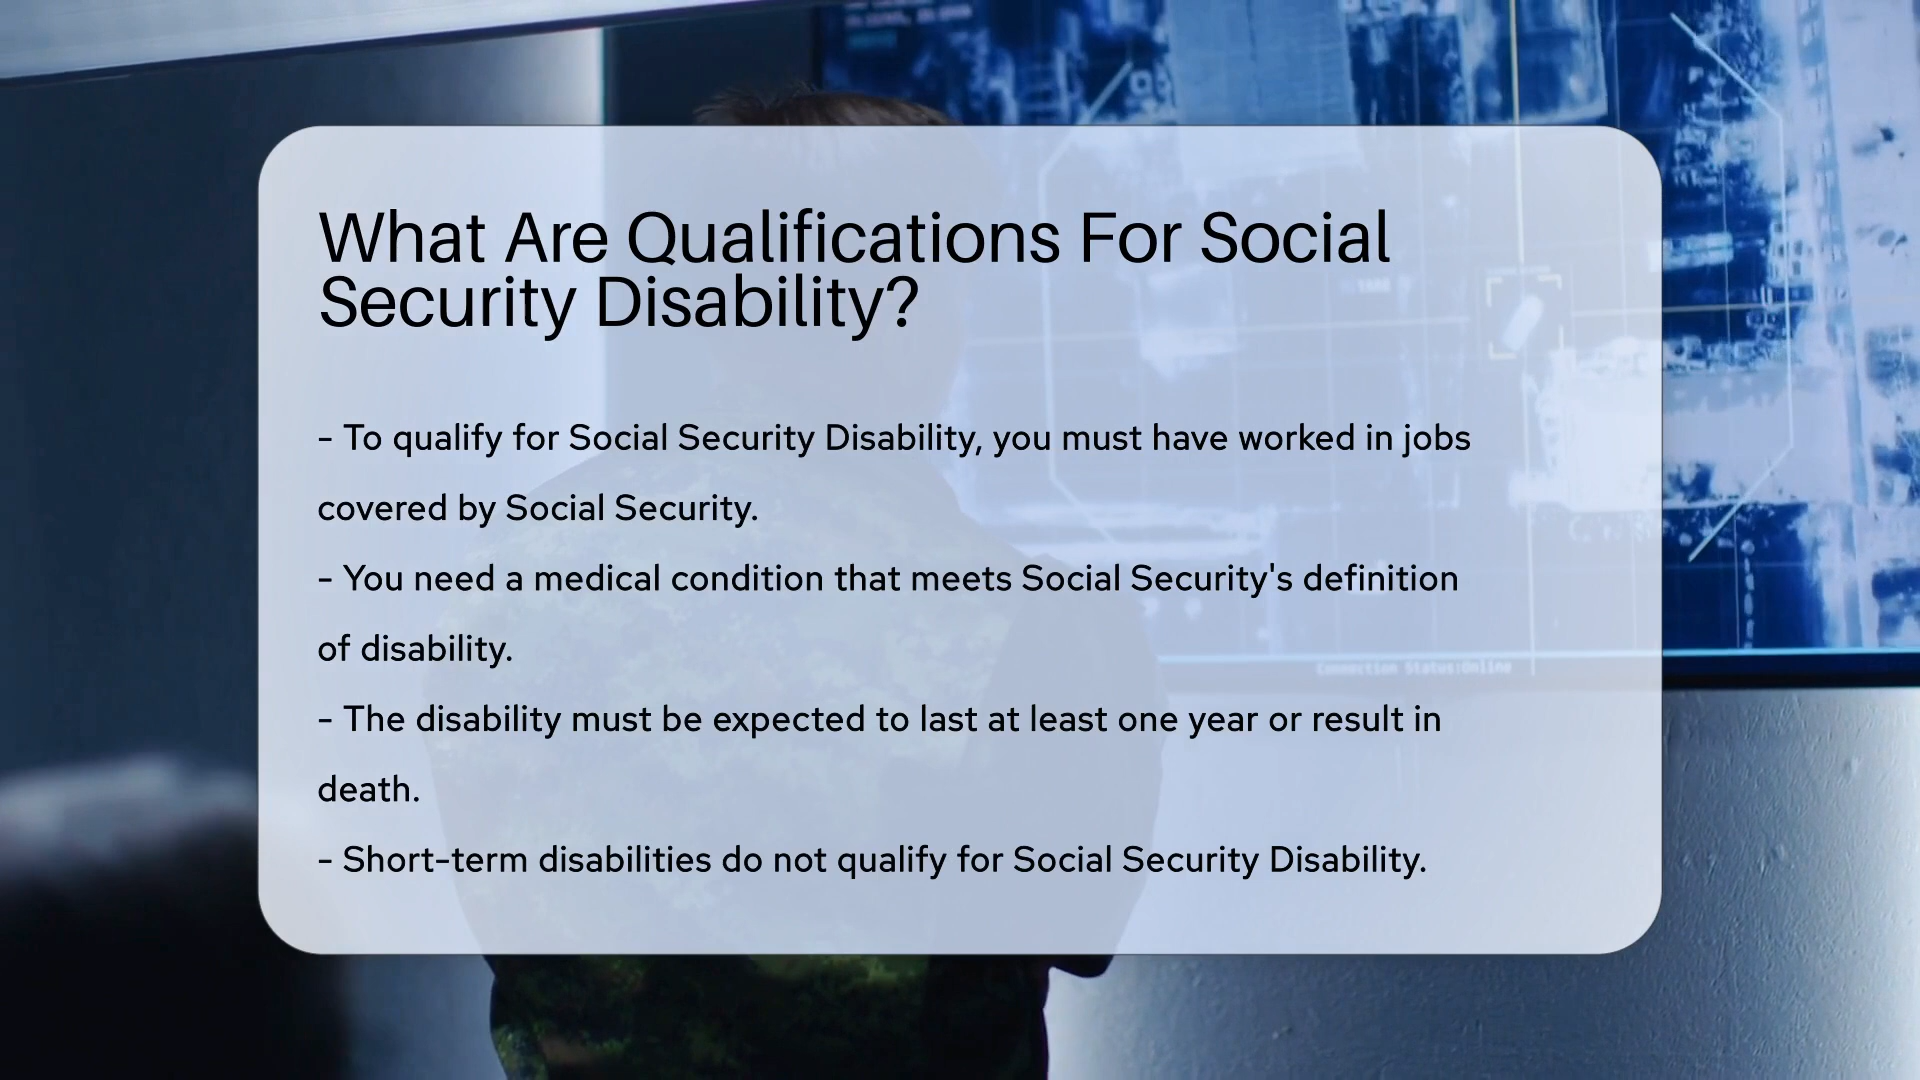 What Are Qualifications For Social
Security Disability?
- To qualify for Social Security Disability, you must have worked in jobs
covered by Social Security.
- You need a medical condition that meets Social Security's definition
of disability.
- The disability must be expected to last at least one year or result in
death.
- Short-term disabilities do not qualify for Social Security Disability.
Connection Status:Online